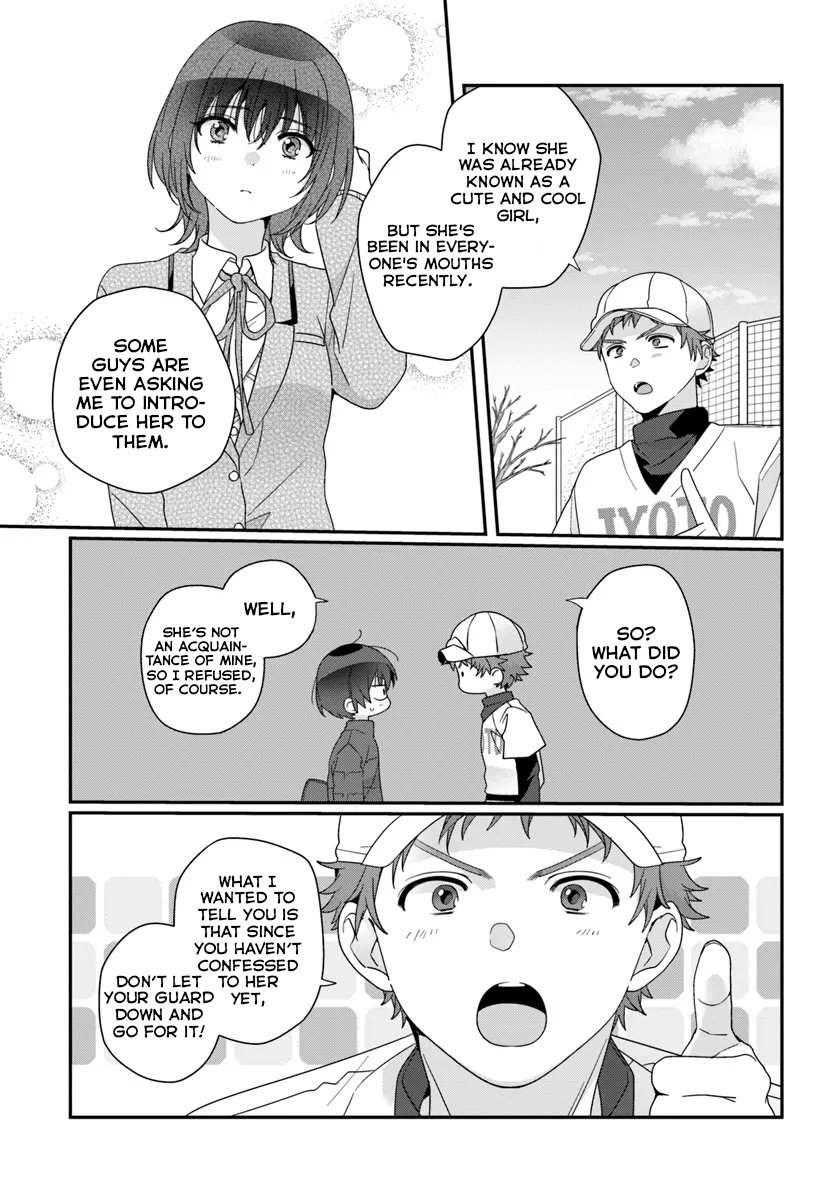 I KNOW SHE
WAS ALREADY
KNOWN AS A
CUTE AND COOL
GIRL,
BUT SHE'S
BEEN IN EVERY-
ONE'S MOUTHS
RECENTLY.
SOME
GUYS ARE
EVEN ASKING
ME TO INTRO-
DUCE HER TO
THEM.
SO?
WHAT DID
YOU DO?
WELL,
SHE'S NOT
AN ACQUAIN-
TANCE OF MINE,
SO I REFUSED,
OF COURSE.
WHAT I
WANTED TO
TELL YOU IS
THAT SINCE
YOU HAVEN'T
CONFESSED
TO HER
YET,
DON'T LET
YOUR GUARD
DOWN AND
GO FOR IT!